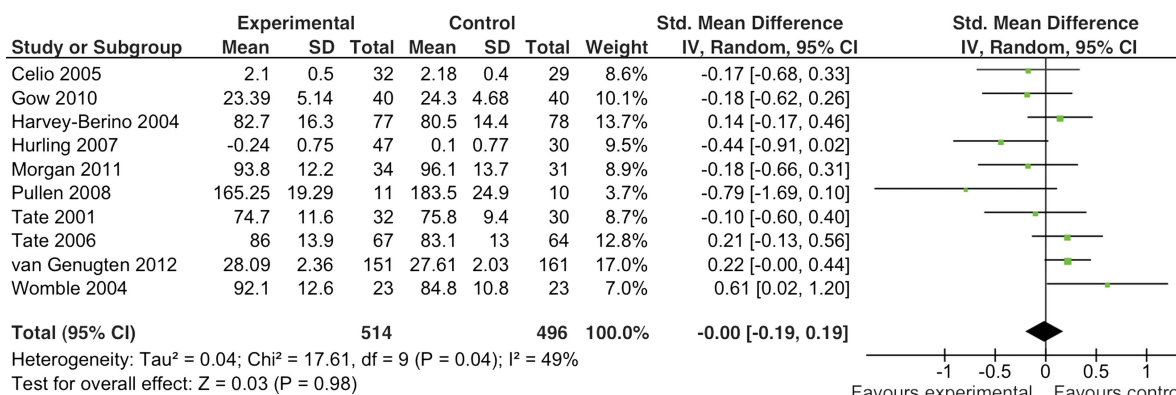 Experimental Control Std. Mean Difference Std. Mean Difference
Study or Subgroup Mean SD Total Mean SD Total Weight IV, Random, 95% CI IV, Random, 95% CI
Celio 2005 2.1 0.5 32 2.18 0.4 29 8.6% -0.17 [-0.68, 0.33]
Gow 2010 23.39 5.14 40 24.3 4.68 40 10.1% -0.18 [-0.62, 0.26]
Harvey-Berino 2004 82.7 16.3 77 80.5 14.4 78 13.7% 0.14 [-0.17, 0.46]
Hurling 2007 -0.24 0.75 47 0.1 0.77 30 9.5% -0.44 [-0.91, 0.02]
Morgan 2011 93.8 12.2 34 96.1 13.7 31 8.9% -0.18 [-0.66, 0.31]
Pullen 2008 165.25 19.29 11 183.5 24.9 10 3.7% -0.79 [-1.69, 0.10]
Tate 2001 74.7 11.6 32 75.8 9.4 30 8.7% -0.10 [-0.60, 0.40]
Tate 2006 86 13.9 67 83.1 13 64 12.8% 0.21 [-0.13, 0.56]
van Genugten 2012 28.09 2.36 151 27.61 2.03 161 17.0% 0.22 [-0.00, 0.44]
Womble 2004 92.1 12.6 23 84.8 10.8 23 7.0% 0.61 [0.02, 1.20]
Total (95% CI) 514 496 100.0% -0.00 [-0.19, 0.19]
Heterogeneity: Tau² = 0.04; Chi² = 17.61, df = 9 (P = 0.04); I² = 49%
Test for overall effect: Z = 0.03 (P = 0.98)
-1 -0.5 0 0.5 1
Favours experimental Favours contro